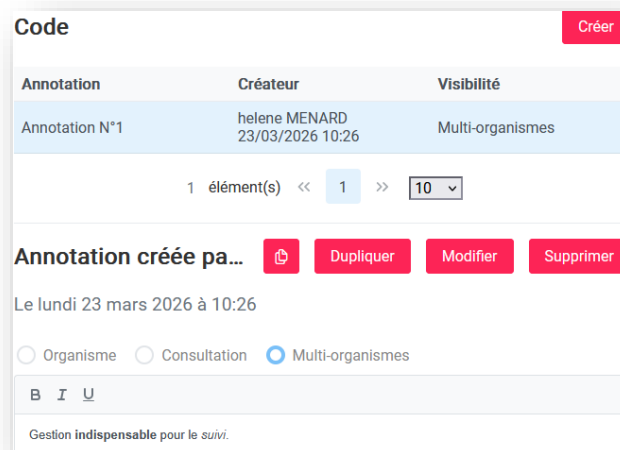 Code
Créer
Annotation Créateur Visibilité
Annotation N°1 helene MENARD 23/03/2026 10:26 Multi-organismes
1 élément(s) << 1 >> 10
Annotation créée pa... Dupliquer Modifier Supprimer
Le lundi 23 mars 2026 à 10:26
Organisme Consultation Multi-organismes
B I U
Gestion indispensable pour le suivi.